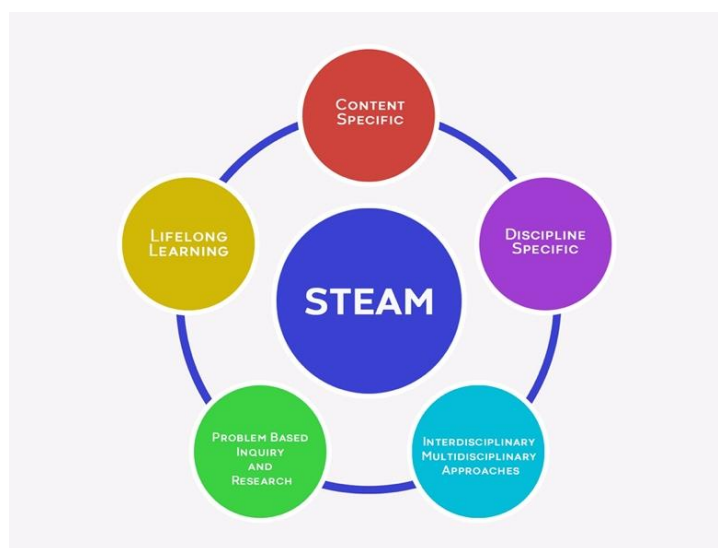 CONTENT
SPECIFIC
DISCIPLINE
SPECIFIC
LIFELONG
LEARNING
STEAM
PROBLEM BASED
INQUIRY
AND
RESEARCH
INTERDISCIPLINARY
MULTIDISCIPLINARY
APPROACHES